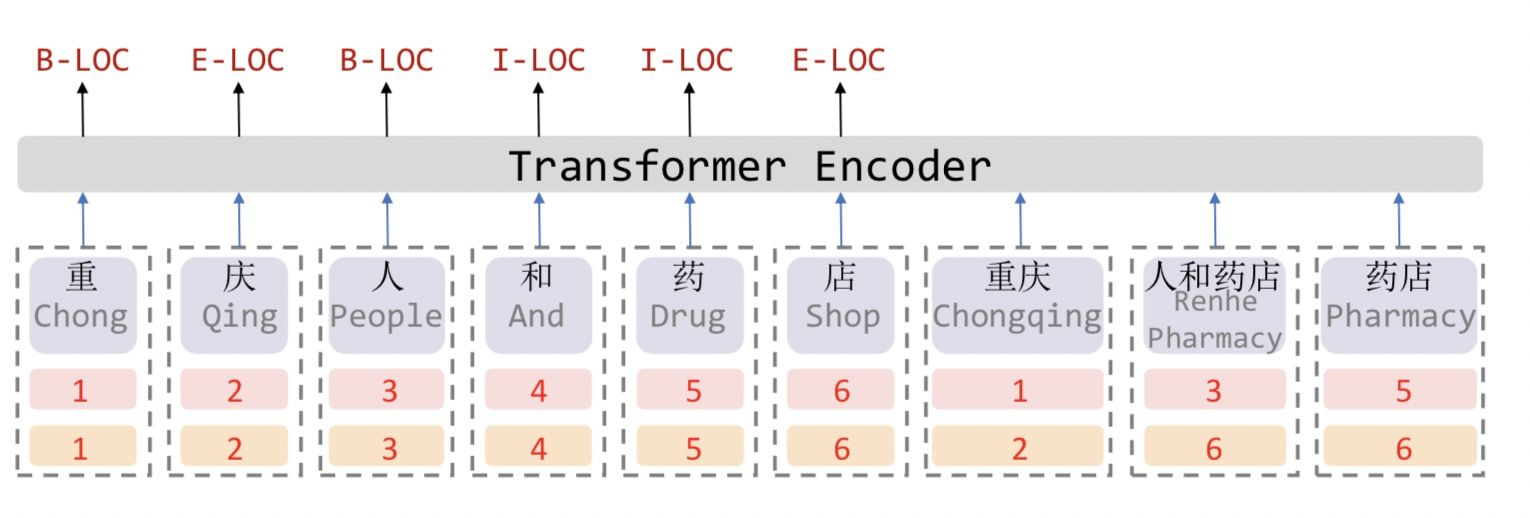 B-LOC E-LOC B-LOC I-LOC I-LOC E-LOC
Transformer Encoder
重 庆 人 和 药 店 重庆 人和药店 药店
Chong Qing People And Drug Shop Chongqing Renhe Pharmacy Pharmacy
1 2 3 4 5 6 1 3 5
1 2 3 4 5 6 2 6 6